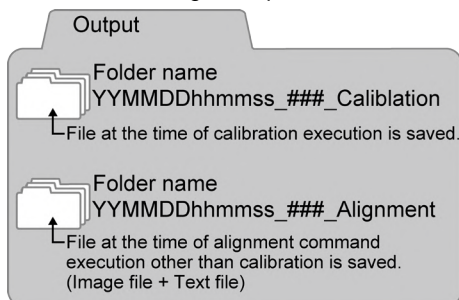 Output
Folder name
YYMMDDhhmmss_###_Caliblation
File at the time of calibration execution is saved.
Folder name
YYMMDDhhmmss_###_Alignment
File at the time of alignment command
execution other than calibration is saved.
(Image file + Text file)